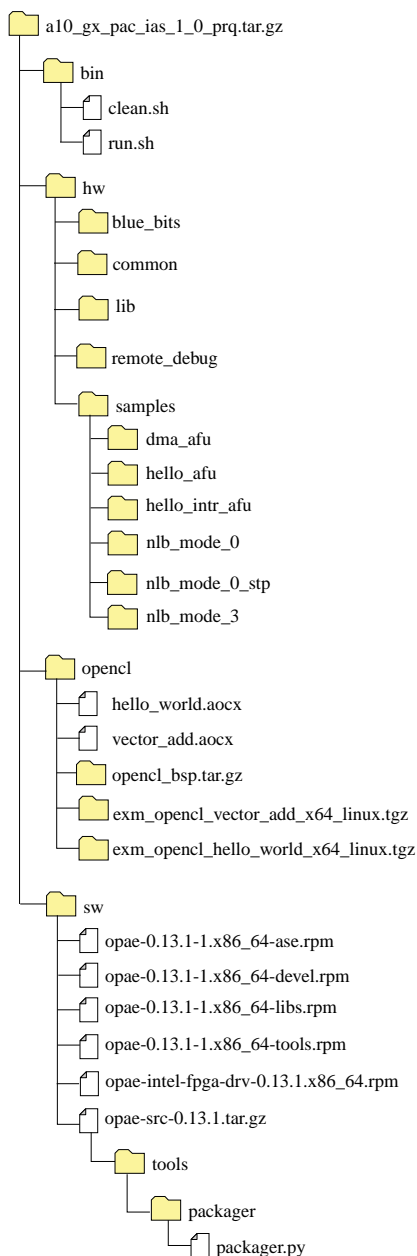 a10_gx_pac_ias_1_0_prq.tar.gz
bin
clean.sh
run.sh
hw
blue_bits
common
lib
remote_debug
samples
dma_afu
hello_afu
hello_intr_afu
nlb_mode_0
nlb_mode_0_stp
nlb_mode_3
opencl
hello_world.aocx
vector_add.aocx
opencl_bsp.tar.gz
exm_opencl_vector_add_x64_linux.tgz
exm_opencl_hello_world_x64_linux.tgz
sw
opae-0.13.1-1.x86_64-ase.rpm
opae-0.13.1-1.x86_64-devel.rpm
opae-0.13.1-1.x86_64-libs.rpm
opae-0.13.1-1.x86_64-tools.rpm
opae-intel-fpga-drv-0.13.1.x86_64.rpm
opae-src-0.13.1.tar.gz
tools
packager
packager.py